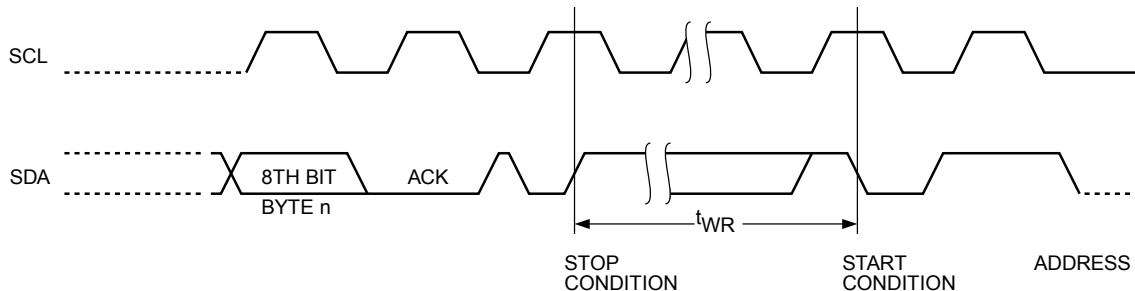 SCL
SDA
8TH BIT
ACK
BYTE n
tWR
STOP
CONDITION
START
CONDITION
ADDRESS